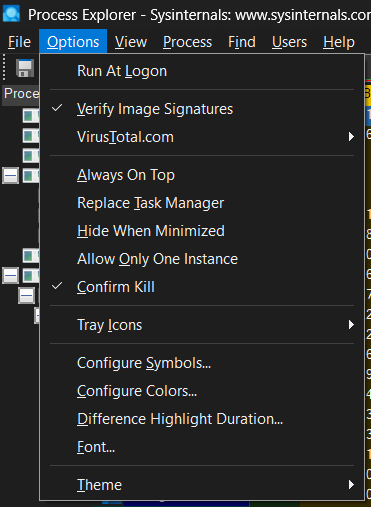 Process Explorer - Sysinternals: www.sysinternals.com
File Options View Process Find Users Help
Run At Logon
Proce
Verify Image Signatures
VirusTotal.com
Always On Top
Replace Task Manager
Hide When Minimized
Allow Only One Instance
Confirm Kill
Tray Icons
Configure Symbols...
Configure Colors...
Difference Highlight Duration...
Font...
Theme